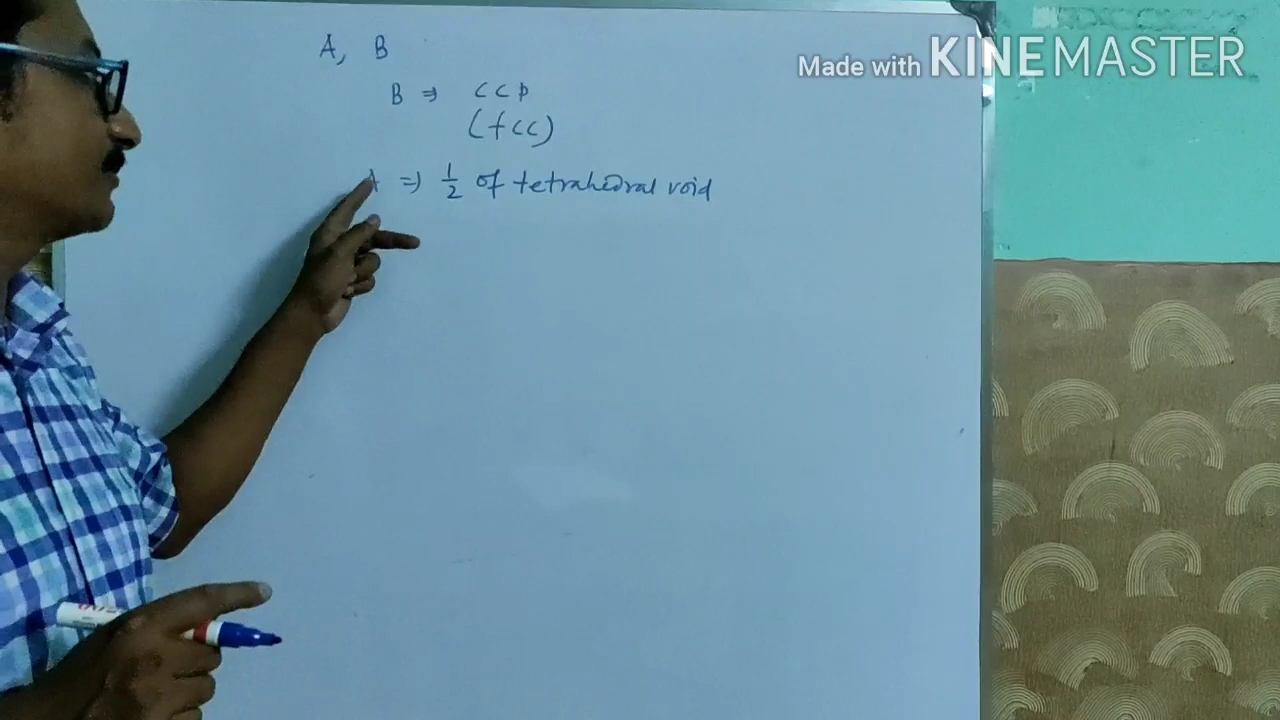 Made with KINEMASTER
A, B
B ⇒ ccp
(fcc)
A ⇒ 1/2 of tetrahedral void